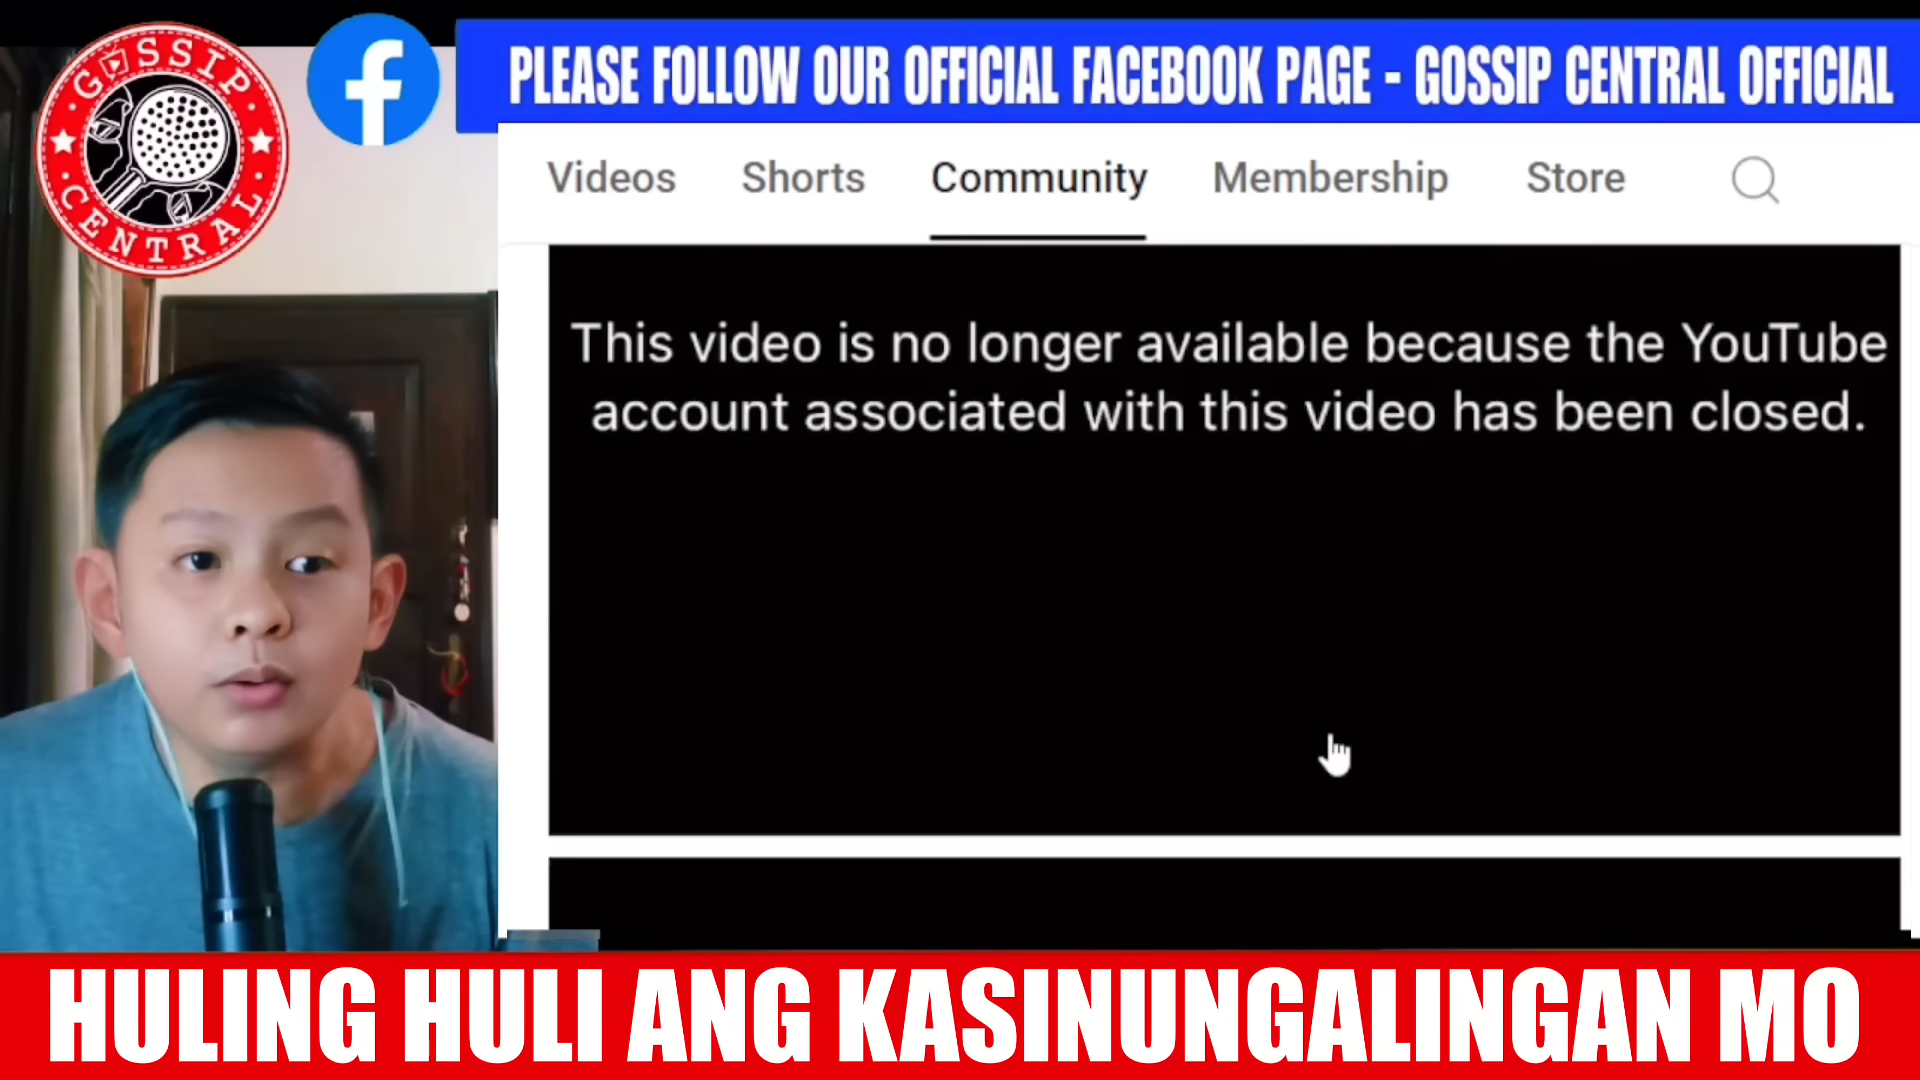 GOSSIP
CENTRAL
f
PLEASE FOLLOW OUR OFFICIAL FACEBOOK PAGE - GOSSIP CENTRAL OFFICIAL
Videos Shorts Community Membership Store
This video is no longer available because the YouTube
account associated with this video has been closed.
HULING HULI ANG KASINUNGALINGAN MO